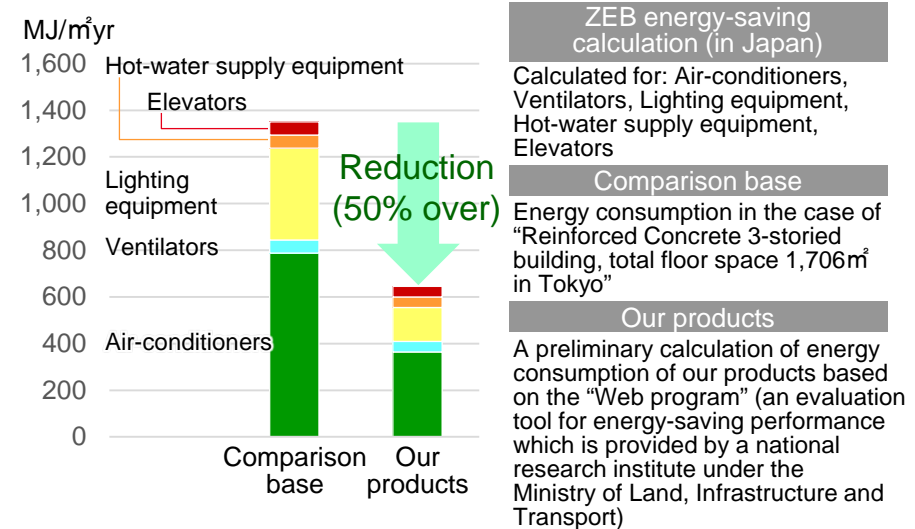 MJ/㎡yr
1,600
1,400
1,200
1,000
800
600
400
200
0
Hot-water supply equipment
Elevators
Lighting
equipment
Ventilators
Air-conditioners
Reduction
(50% over)
Comparison
base
Our
products
ZEB energy-saving
calculation (in Japan)
Calculated for: Air-conditioners,
Ventilators, Lighting equipment,
Hot-water supply equipment,
Elevators
Comparison base
Energy consumption in the case of
“Reinforced Concrete 3-storied
building, total floor space 1,706㎡
in Tokyo”
Our products
A preliminary calculation of energy
consumption of our products based
on the “Web program” (an evaluation
tool for energy-saving performance
which is provided by a national
research institute under the
Ministry of Land, Infrastructure and
Transport)